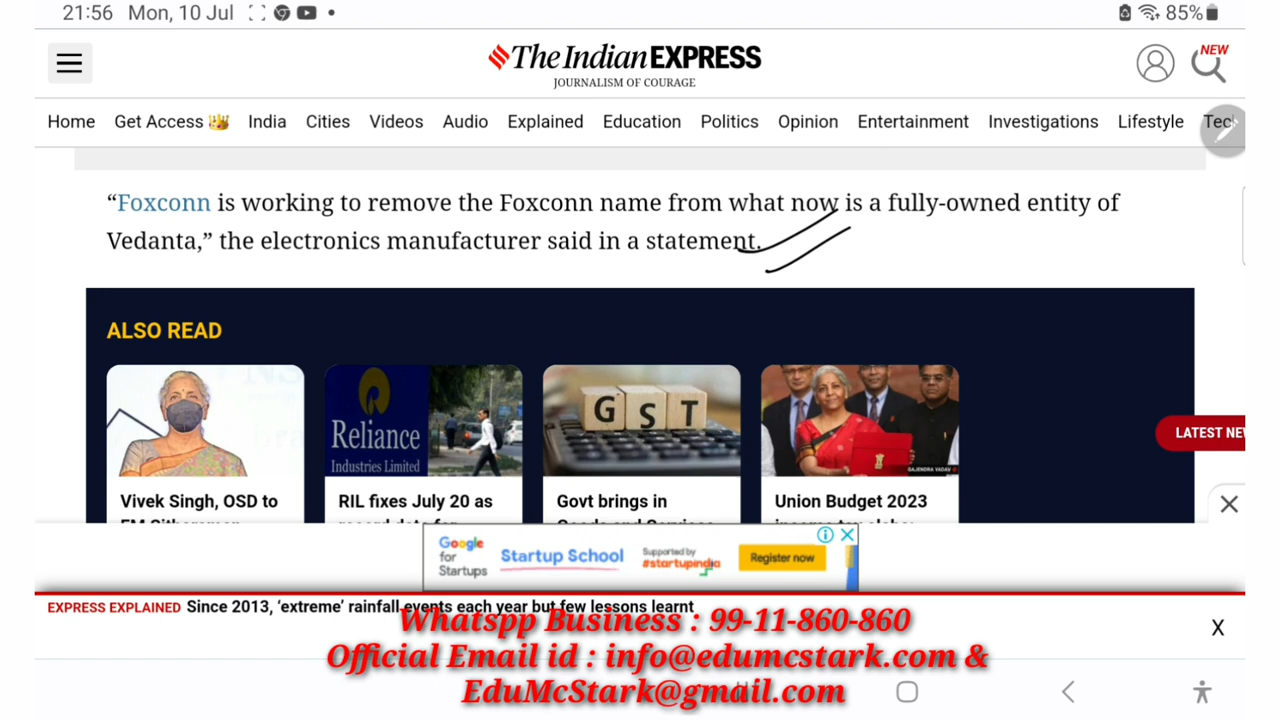 21:56 Mon, 10 Jul 85%
The Indian EXPRESS
JOURNALISM OF COURAGE
NEW
Home Get Access India Cities Videos Audio Explained Education Politics Opinion Entertainment Investigations Lifestyle Tec
“Foxconn is working to remove the Foxconn name from what now is a fully-owned entity of
Vedanta,” the electronics manufacturer said in a statement.
ALSO READ
Reliance
Industries Limited
GST
GAJENDRA YADAV
LATEST NE
Vivek Singh, OSD to
RIL fixes July 20 as
Govt brings in
Union Budget 2023
Google
for
Startups
Startup School
Supported by
#startupindia
Register now
EXPRESS EXPLAINED Since 2013, ‘extreme’ rainfall events each year but few lessons learnt
X
Whatspp Business : 99-11-860-860
Official Email id : info@edumcstark.com &
EduMcStark@gmail.com